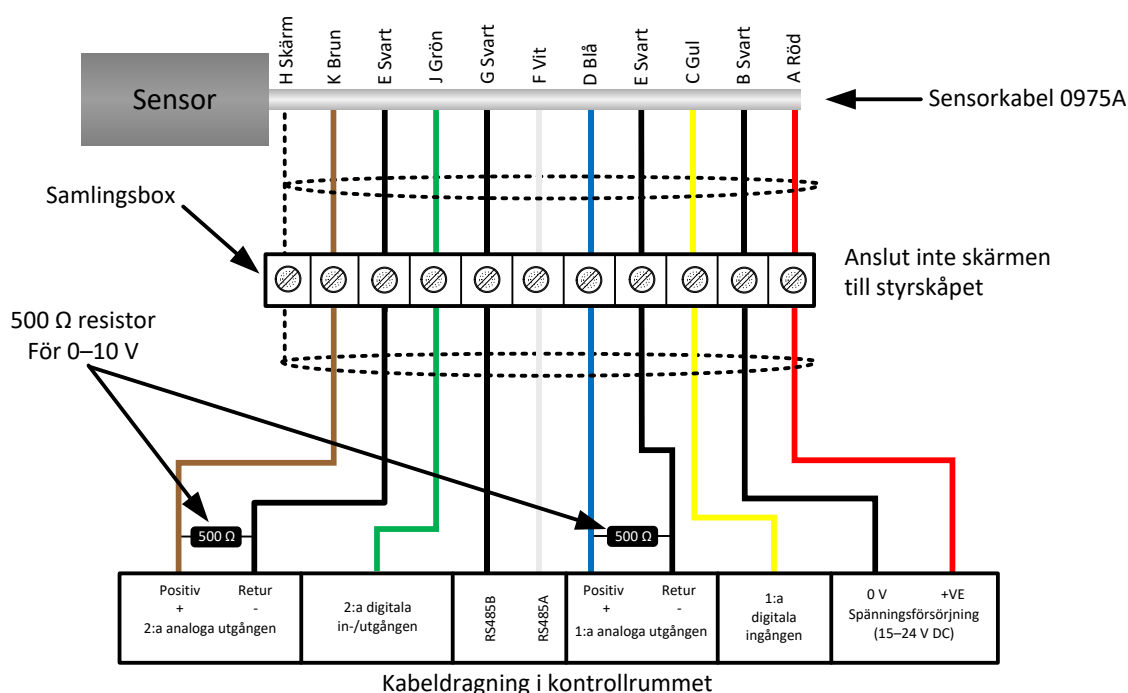 H Skärm
K Brun
E Svart
J Grön
G Svart
F Vit
D Blå
E Svart
C Gul
B Svart
A Röd
Sensor
Sensorkabel 0975A
Samlingsbox
Anslut inte skärmen
till styrskåpet
500 Ω resistor
För 0–10 V
500 Ω
500 Ω
Positiv
+
Retur
-
2:a analoga utgången
2:a digitala
in-/utgången
RS485B
RS485A
Positiv
+
Retur
-
1:a analoga utgången
1:a
digitala
ingången
0 V
+VE
Spänningsförsörjning
(15–24 V DC)
Kabeldragning i kontrollrummet